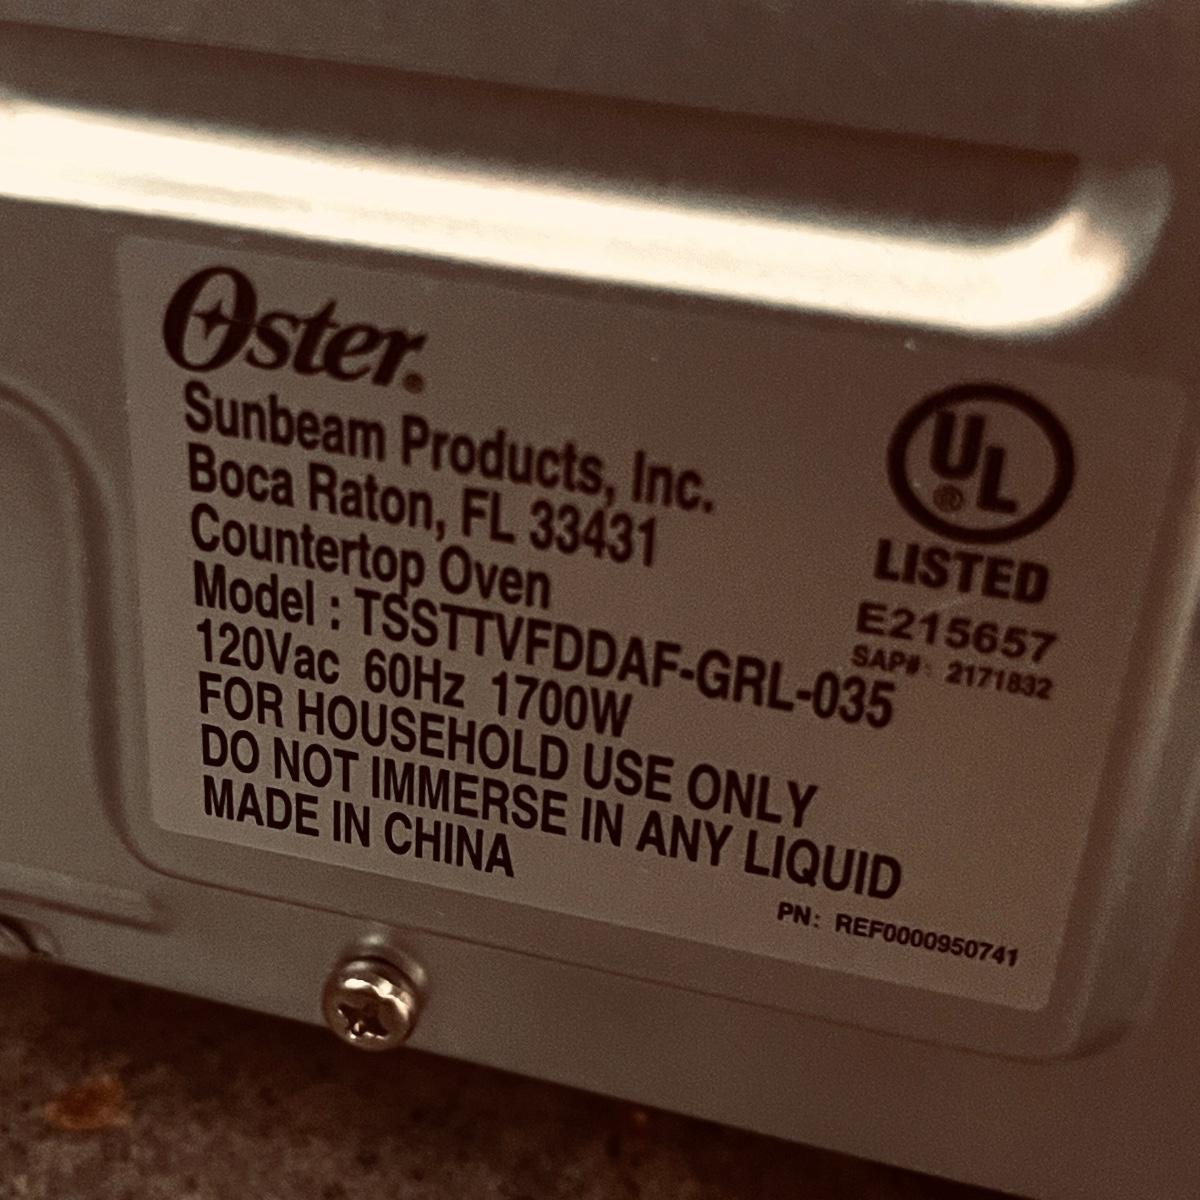 Oster®
Sunbeam Products, Inc.
Boca Raton, FL 33431
Countertop Oven
Model : TSSTTVFDDAF-GRL-035
120Vac 60Hz 1700W
FOR HOUSEHOLD USE ONLY
DO NOT IMMERSE IN ANY LIQUID
MADE IN CHINA
UL®
LISTED
E215657
SAP#: 2171832
PN: REF0000950741